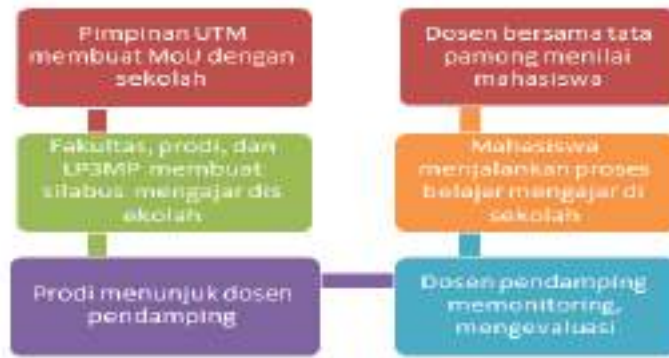 Pimpinan UTM
membuat MoU dengan
sekolah
Fakultas, prodi, dan
LP3MP membuat
silabus mengajar dis
ekolah
Prodi menunjuk dosen
pendamping
Dosen pendamping
memonitoring,
mengevaluasi
Mahasiswa
menjalankan proses
belajar mengajar di
sekolah
Dosen bersama tata
pamong menilai
mahasiswa